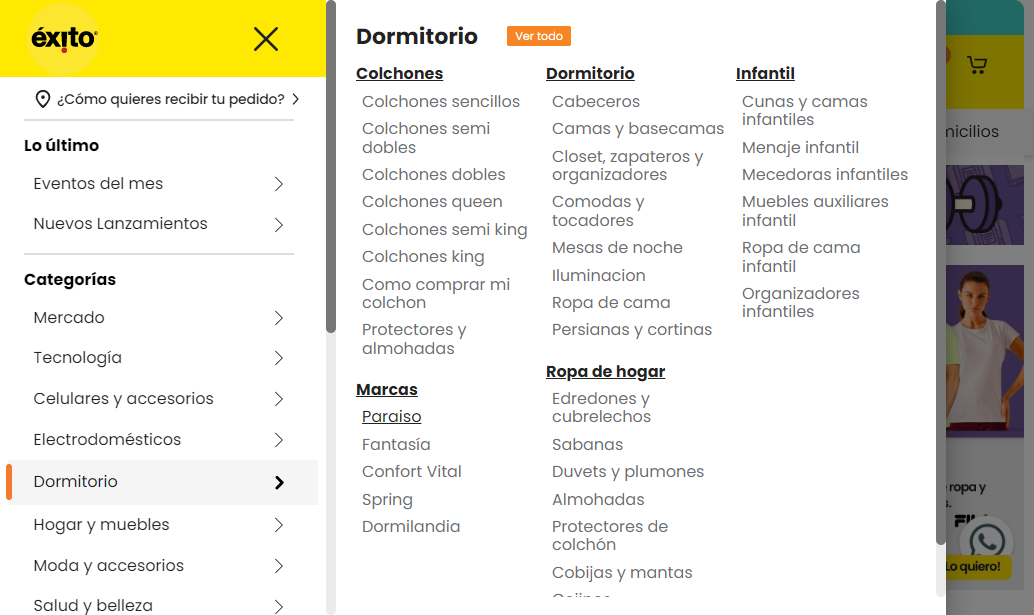 éxito
¿Cómo quieres recibir tu pedido?
Lo último
Eventos del mes
Nuevos Lanzamientos
Categorías
Mercado
Tecnología
Celulares y accesorios
Electrodomésticos
Dormitorio
Hogar y muebles
Moda y accesorios
Salud y belleza
Dormitorio
Ver todo
Colchones
Colchones sencillos
Colchones semi
dobles
Colchones dobles
Colchones queen
Colchones semi king
Colchones king
Como comprar mi
colchon
Protectores y
almohadas
Marcas
Paraiso
Fantasía
Confort Vital
Spring
Dormilandia
Dormitorio
Cabeceros
Camas y basecamas
Closet, zapateros y
organizadores
Comodas y
tocadores
Mesas de noche
Iluminacion
Ropa de cama
Persianas y cortinas
Ropa de hogar
Edredones y
cubrelechos
Sabanas
Duvets y plumones
Almohadas
Protectores de
colchón
Cobijas y mantas
Infantil
Cunas y camas
infantiles
Menaje infantil
Mecedoras infantiles
Muebles auxiliares
infantil
Ropa de cama
infantil
Organizadores
infantiles
micilios
ropa y
Lo quiero!